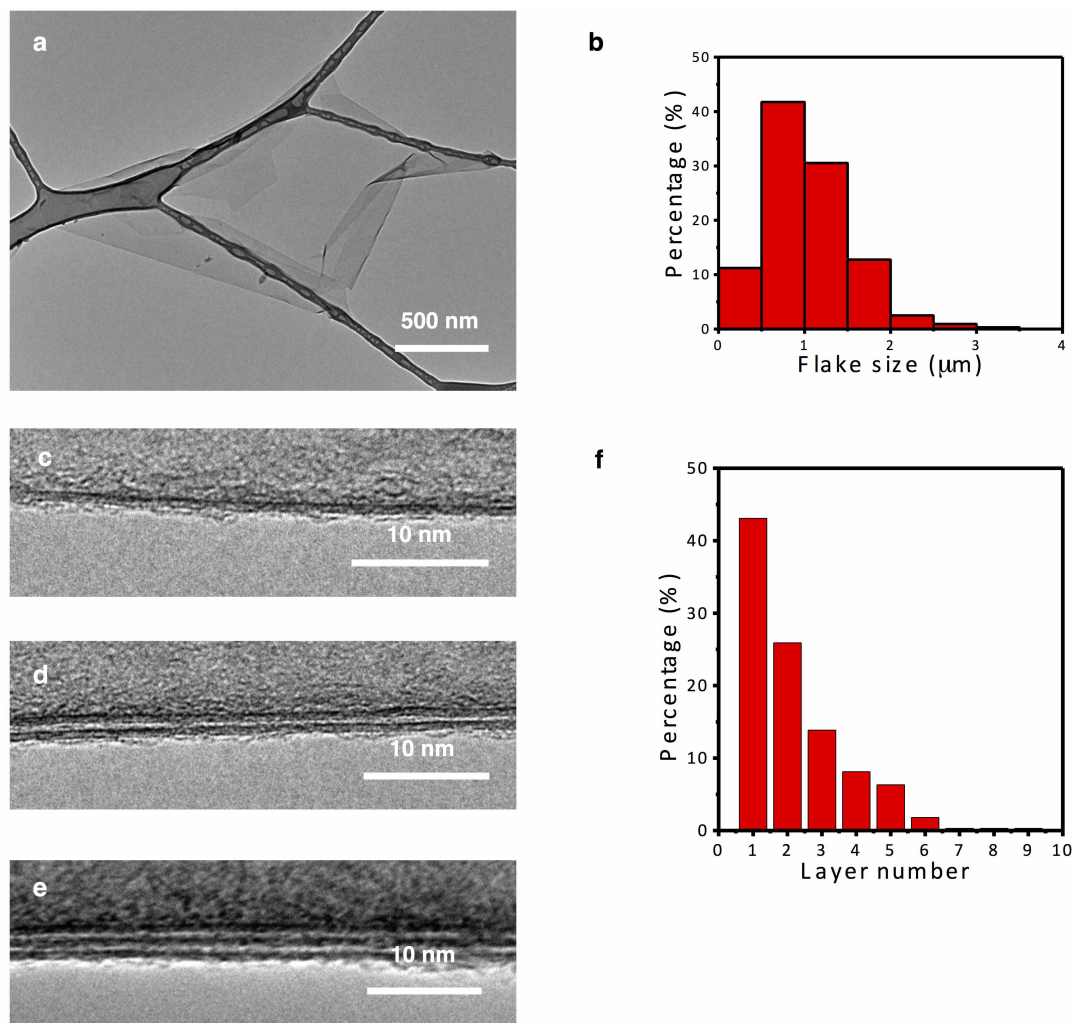 a
500 nm
b
50
40
30
20
10
0
Percentage (%)
0 1 2 3 4
Flake size (μm)
c
10 nm
d
10 nm
e
10 nm
f
50
40
30
20
10
0
Percentage (%)
0 1 2 3 4 5 6 7 8 9 10
Layer number